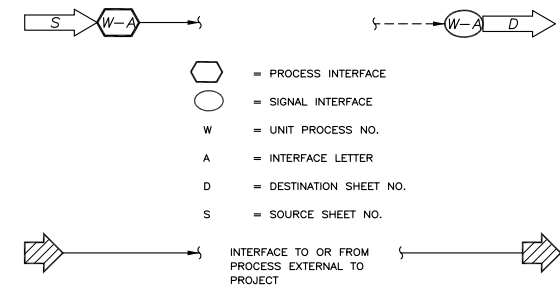 S W-A W-A D
= PROCESS INTERFACE
= SIGNAL INTERFACE
W = UNIT PROCESS NO.
A = INTERFACE LETTER
D = DESTINATION SHEET NO.
S = SOURCE SHEET NO.
INTERFACE TO OR FROM
PROCESS EXTERNAL TO
PROJECT